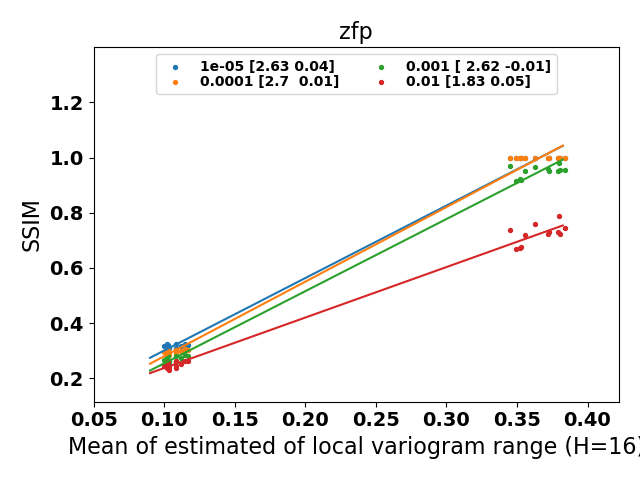 zfp
1e-05 [2.63 0.04]
0.0001 [2.7  0.01]
0.001 [ 2.62 -0.01]
0.01 [1.83 0.05]
SSIM
1.2
1.0
0.8
0.6
0.4
0.2
0.05 0.10 0.15 0.20 0.25 0.30 0.35 0.40
Mean of estimated of local variogram range (H=16)